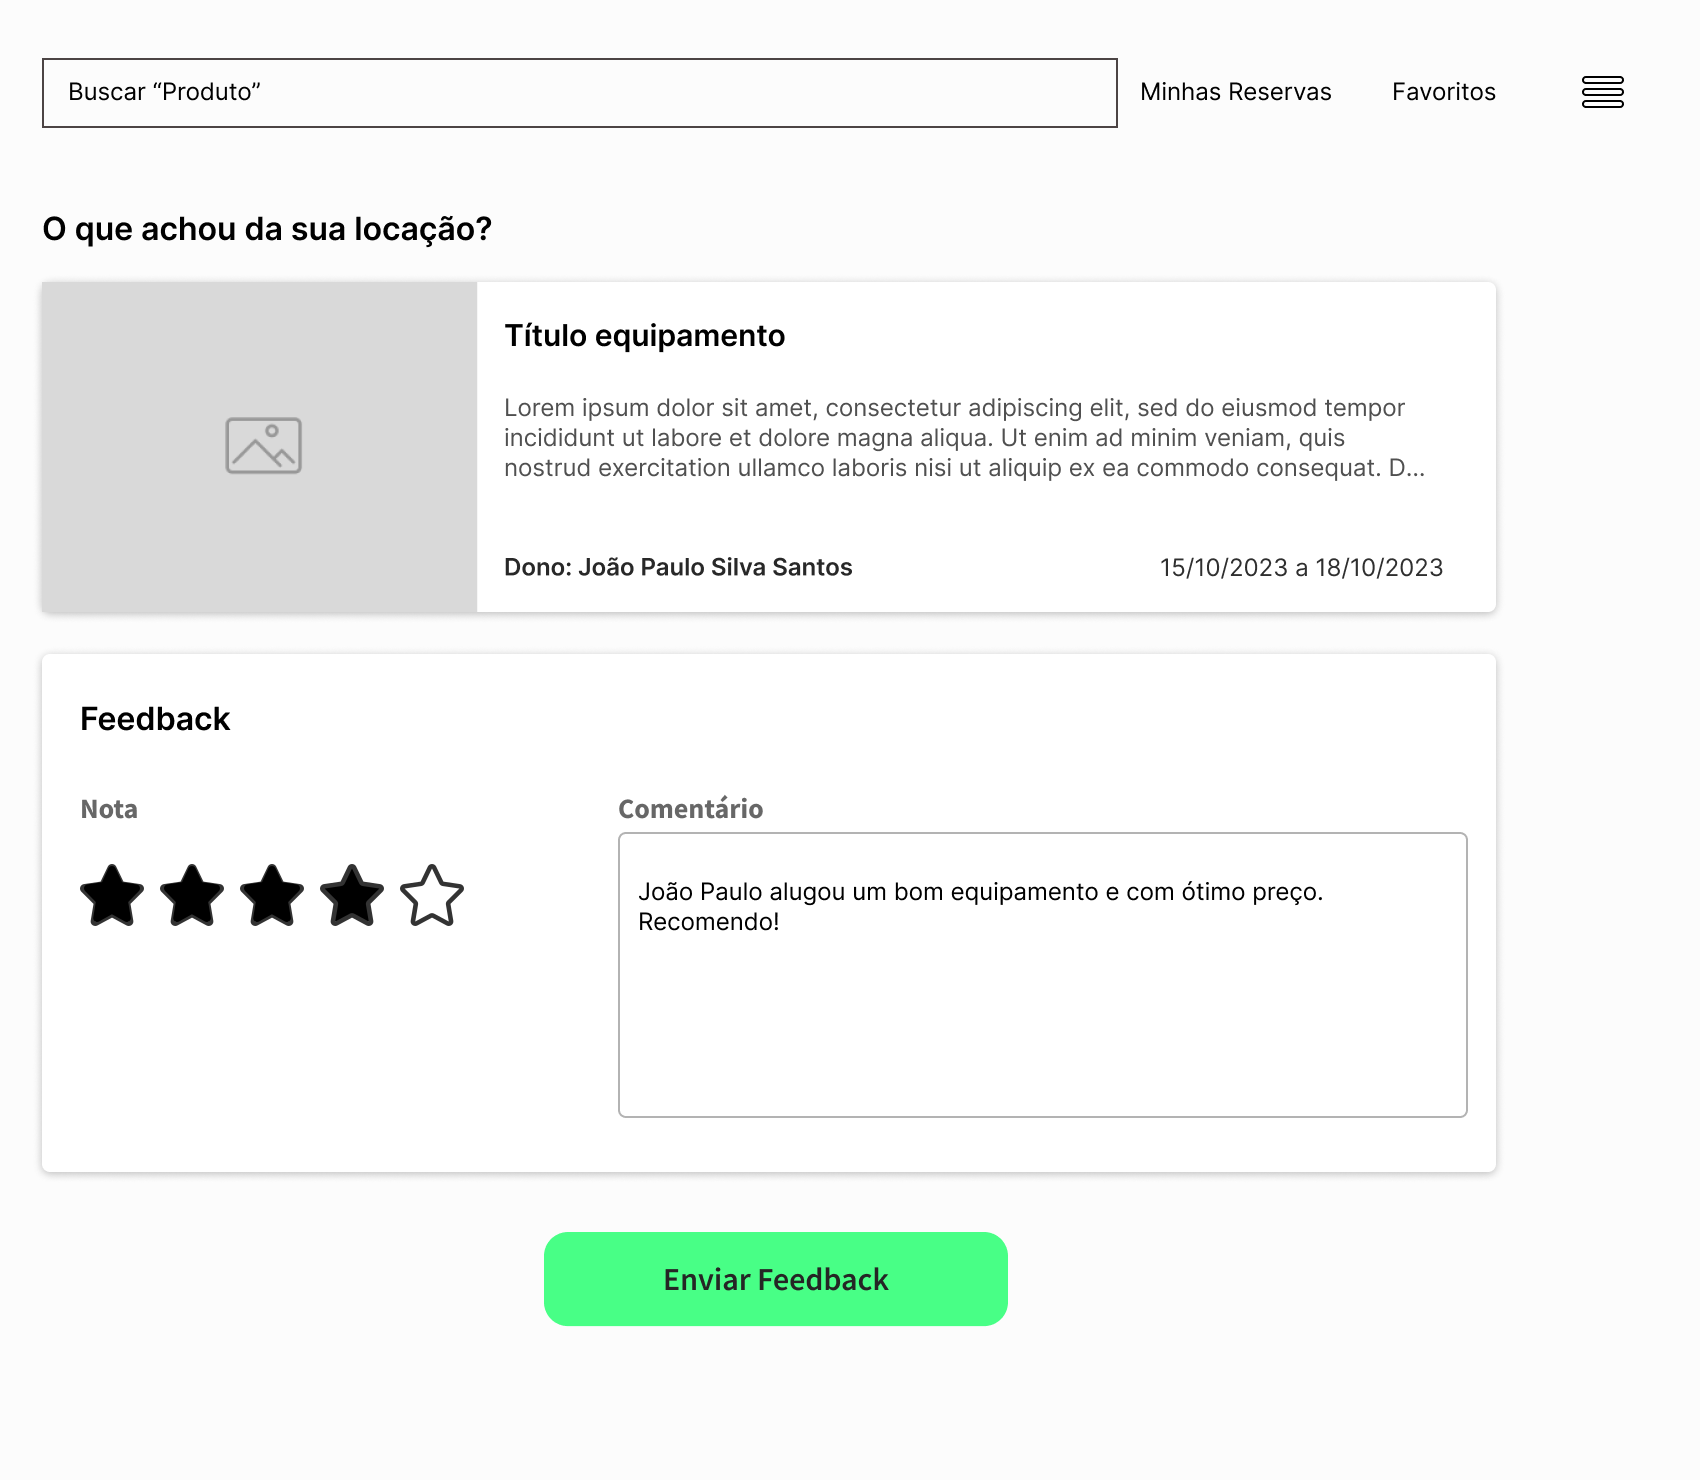 Buscar “Produto”
Minhas Reservas
Favoritos
O que achou da sua locação?
Título equipamento
Lorem ipsum dolor sit amet, consectetur adipiscing elit, sed do eiusmod tempor
incididunt ut labore et dolore magna aliqua. Ut enim ad minim veniam, quis
nostrud exercitation ullamco laboris nisi ut aliquip ex ea commodo consequat. D...
Dono: João Paulo Silva Santos
15/10/2023 a 18/10/2023
Feedback
Nota
Comentário
João Paulo alugou um bom equipamento e com ótimo preço.
Recomendo!
Enviar Feedback